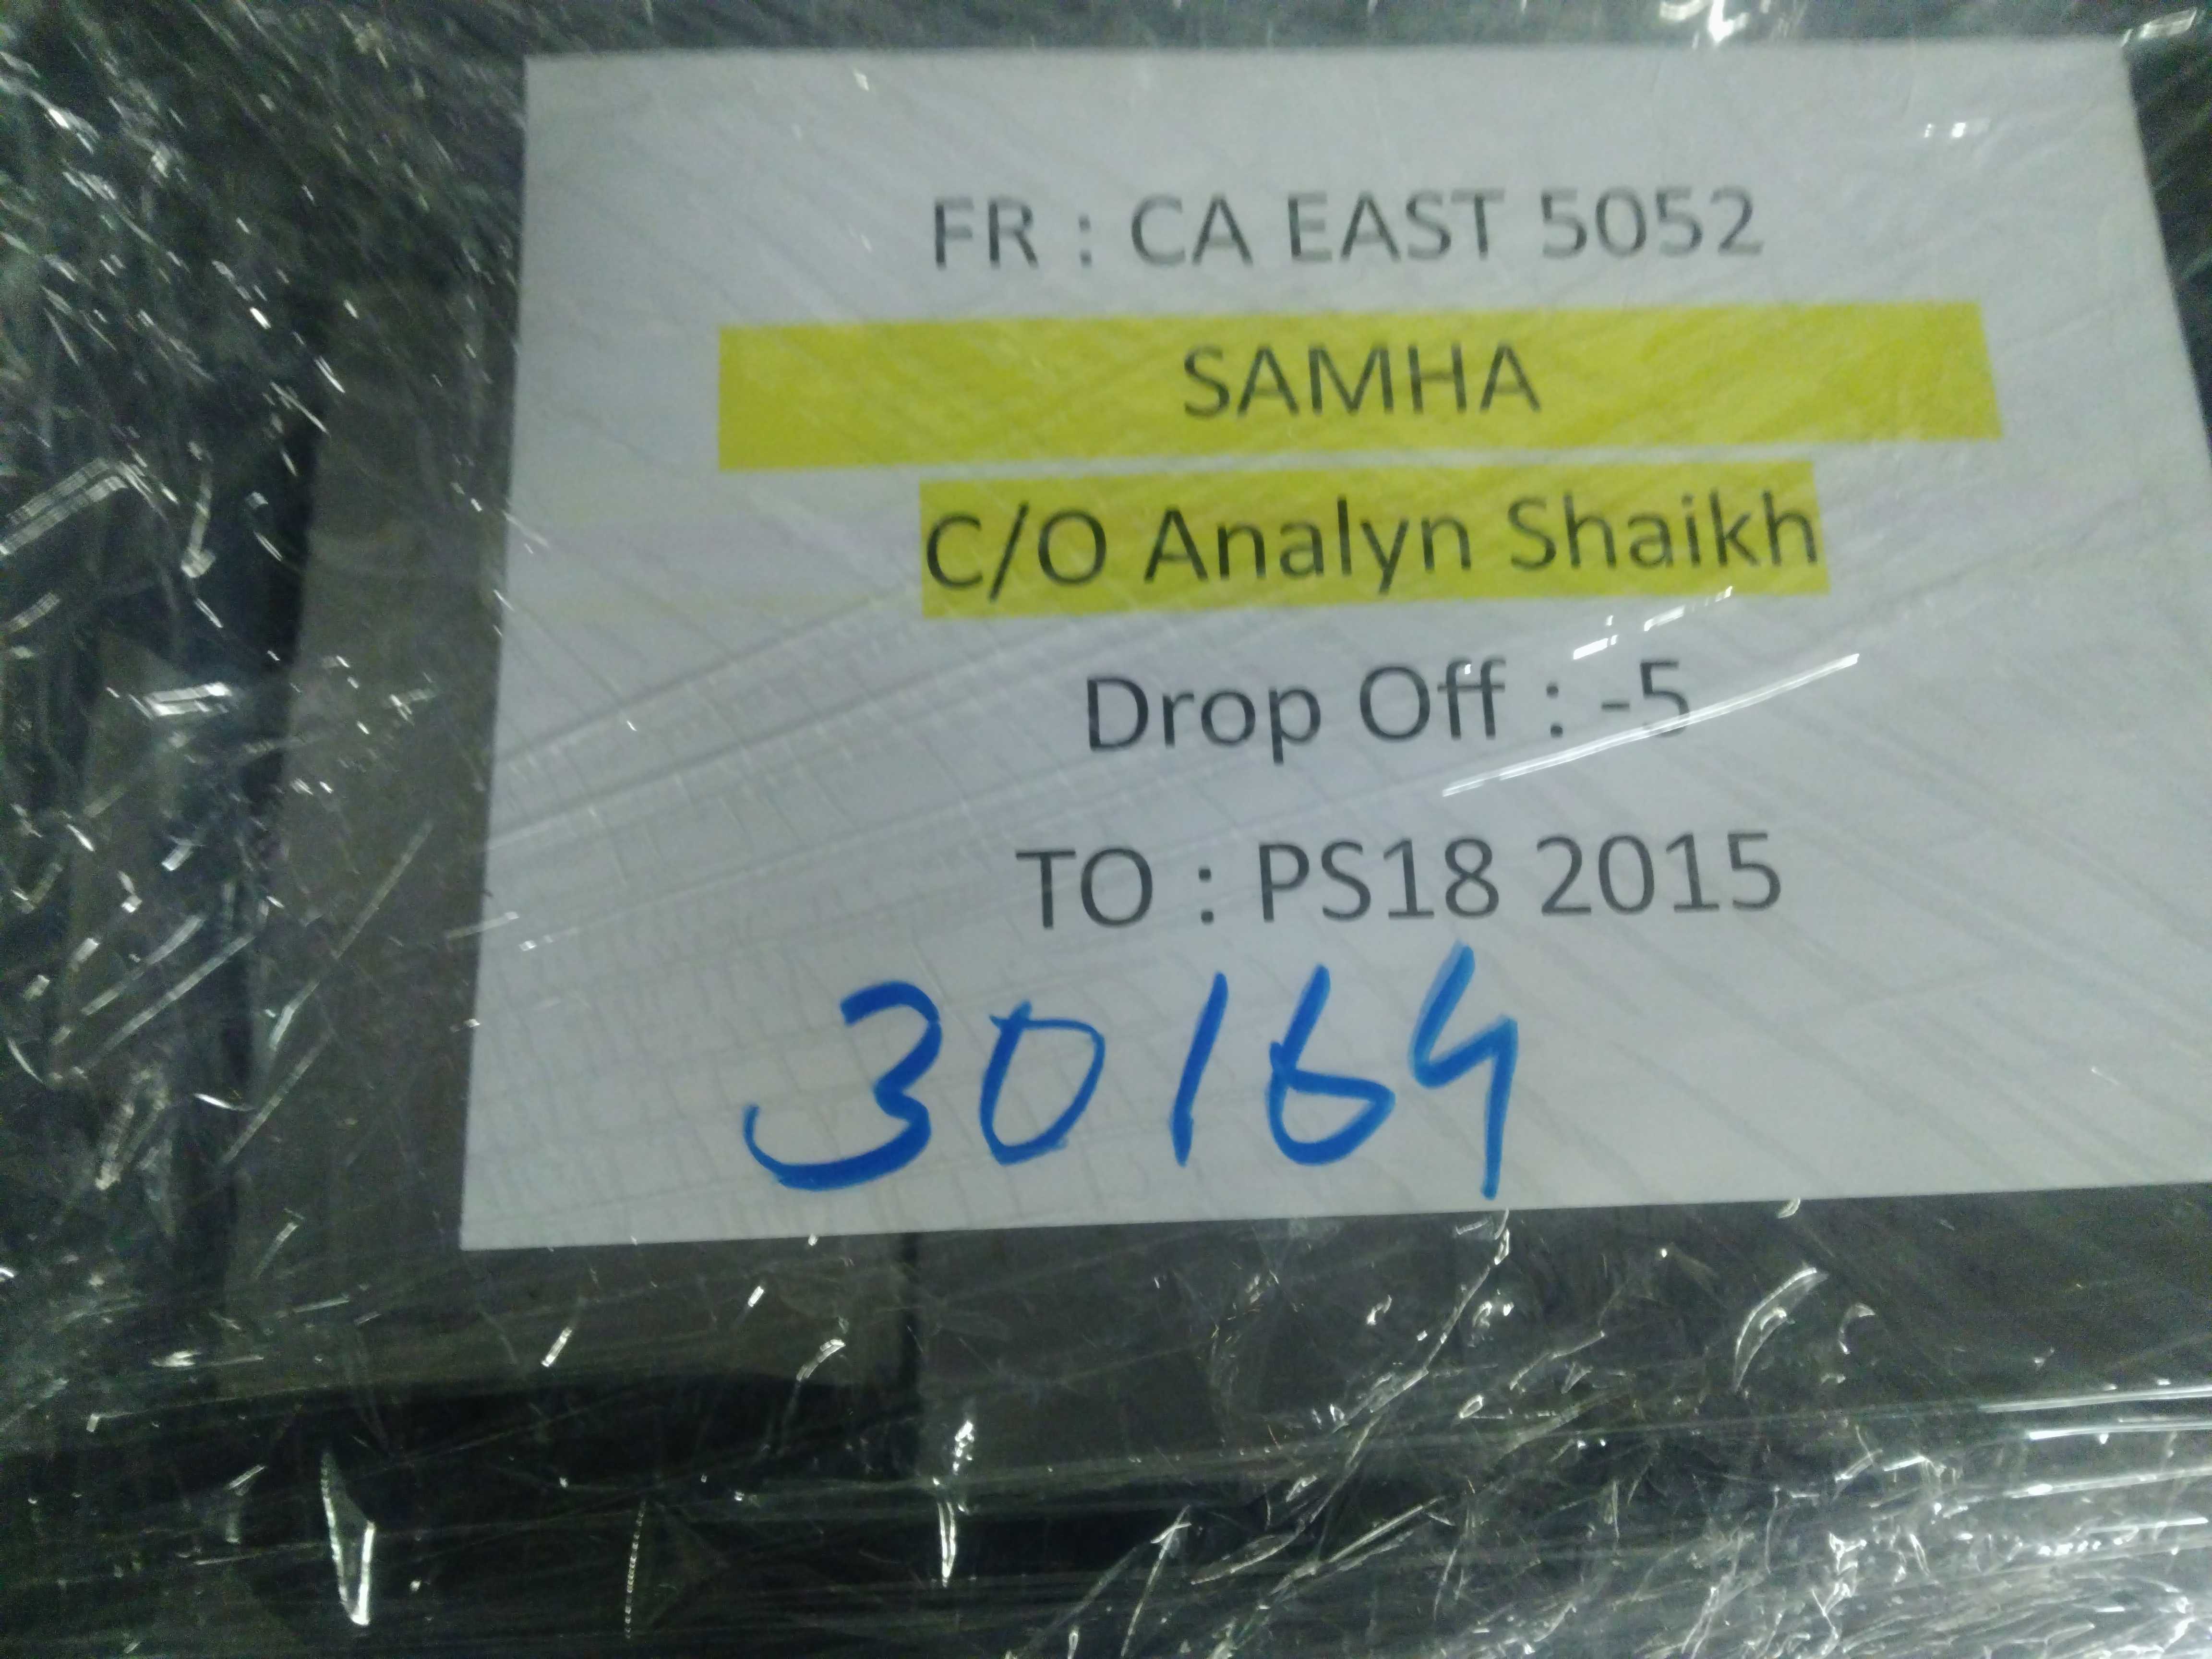 FR : CA EAST 5052
SAMHA
C/O Analyn Shaikh
Drop Off : -5
TO : PS18 2015
30164